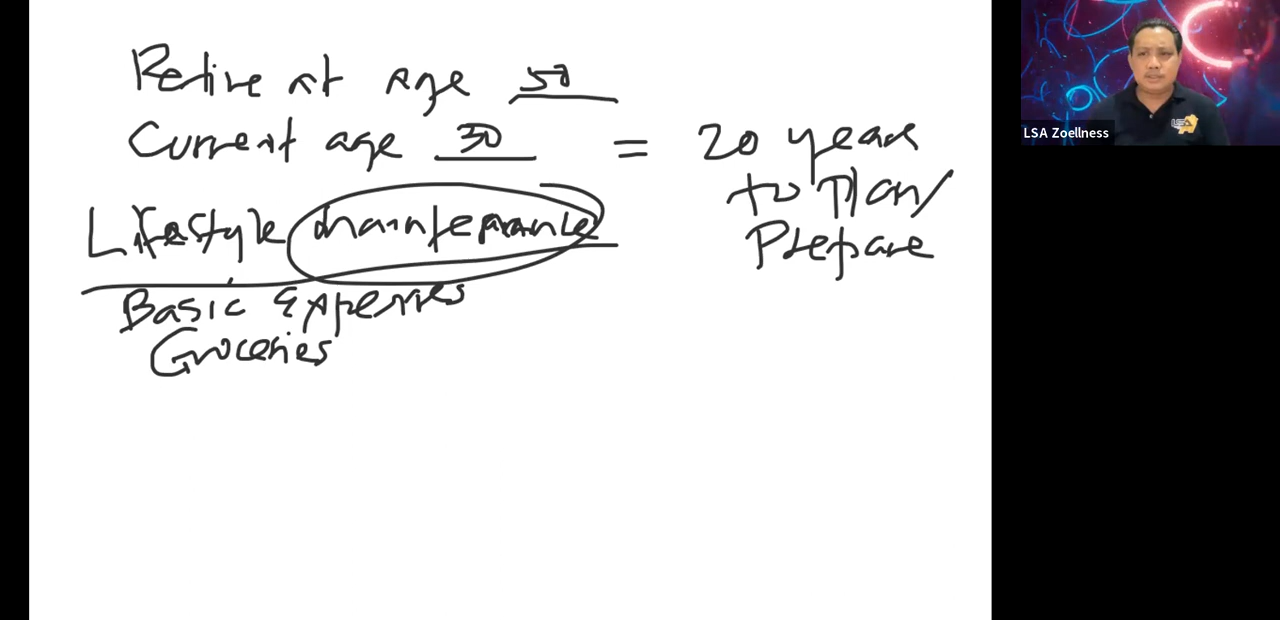 Retire at age 50
Current age 30 = 20 years
to Plan/
Prepare
Lifestyle maintenance
Basic Expenses
Groceries
LSA Zoellness